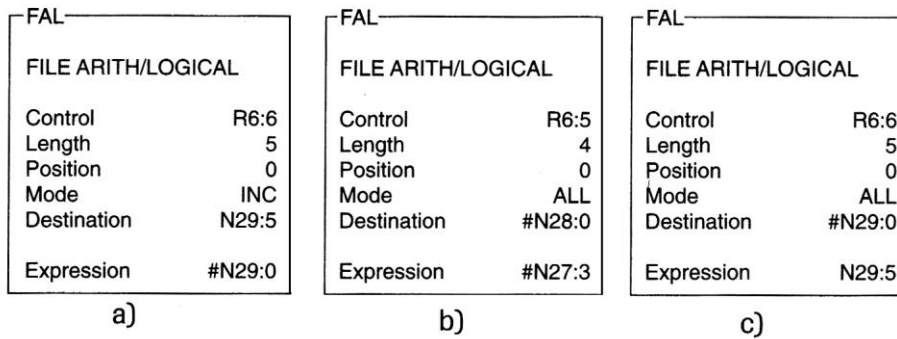 FAL
FILE ARITH/LOGICAL
Control R6:6
Length 5
Position 0
Mode INC
Destination N29:5
Expression #N29:0
a)
FAL
FILE ARITH/LOGICAL
Control R6:5
Length 4
Position 0
Mode ALL
Destination #N28:0
Expression #N27:3
b)
FAL
FILE ARITH/LOGICAL
Control R6:6
Length 5
Position 0
Mode ALL
Destination #N29:0
Expression N29:5
c)